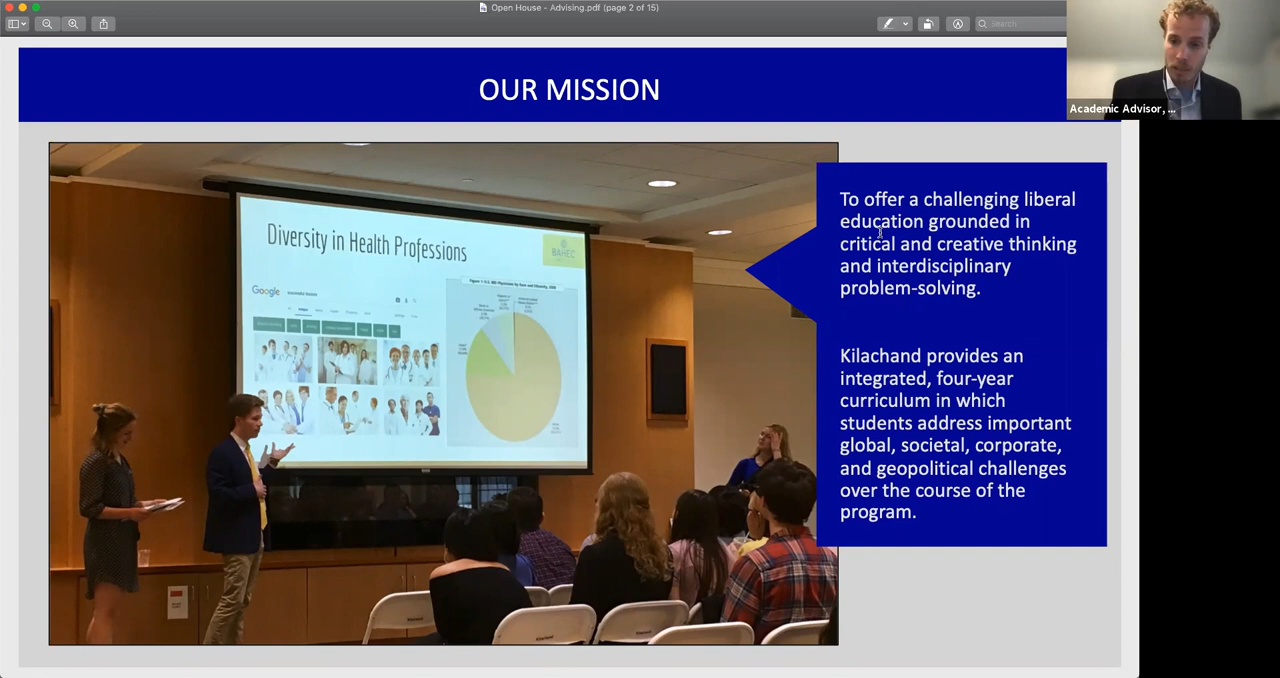 Open House - Advising.pdf (page 2 of 15)
Search
Academic Advisor, ...
OUR MISSION
Diversity in Health Professions
BAHEC
Google
To offer a challenging liberal
education grounded in
critical and creative thinking
and interdisciplinary
problem-solving.
Kilachand provides an
integrated, four-year
curriculum in which
students address important
global, societal, corporate,
and geopolitical challenges
over the course of the
program.